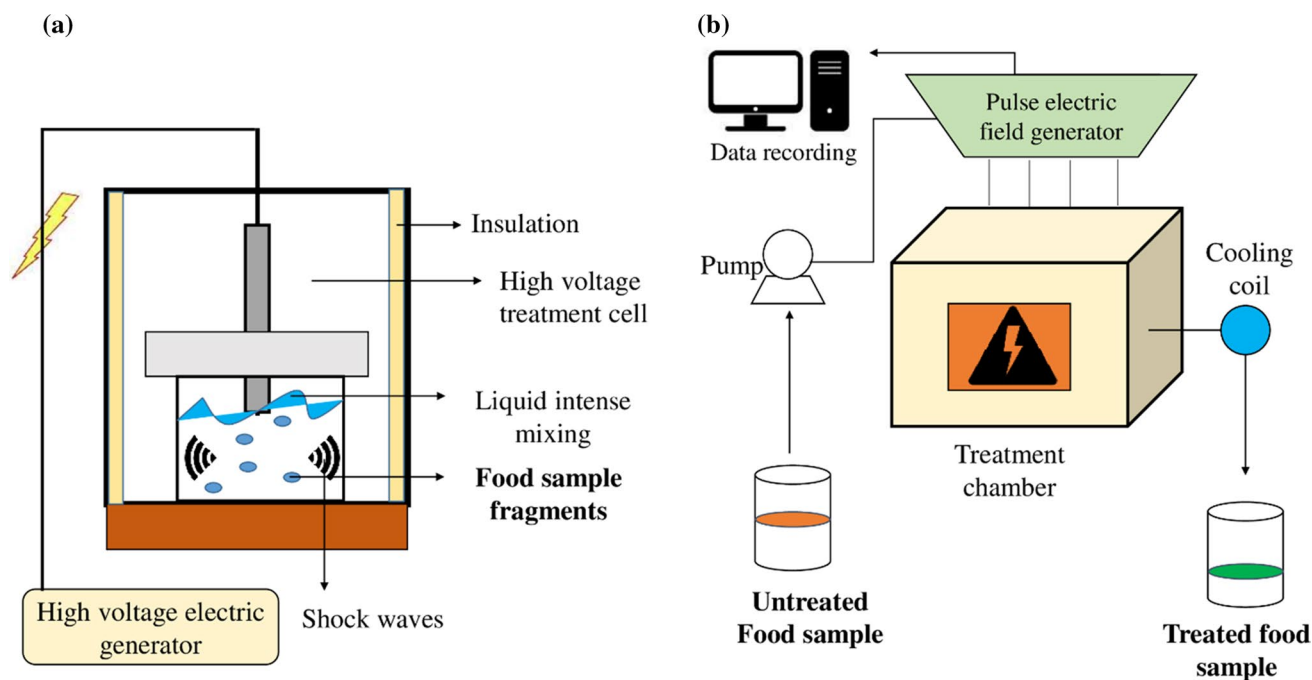 (a)
Insulation
High voltage
treatment cell
Liquid intense
mixing
Food sample
fragments
Shock waves
High voltage electric
generator
(b)
Data recording
Pulse electric
field generator
Pump
Cooling
coil
Treatment
chamber
Untreated
Food sample
Treated food
sample